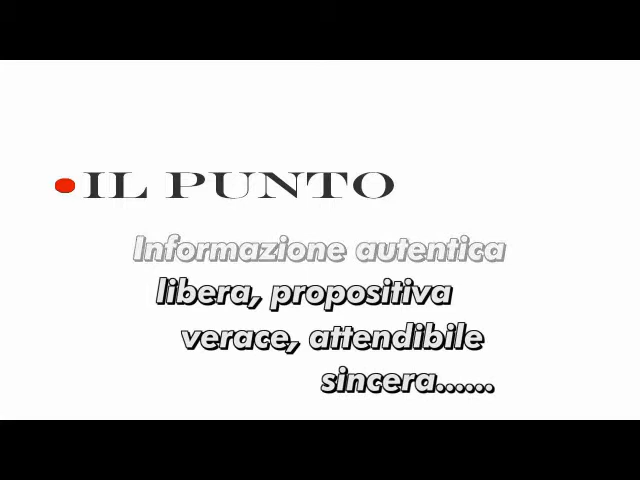 IL PUNTO
Informazione autentica
libera, propositiva
verace, attendibile
sincera......